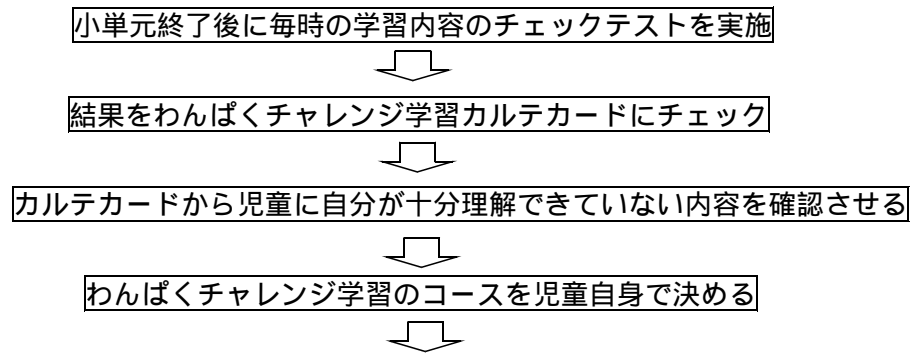 小単元終了後に毎時の学習内容のチェックテストを実施
結果をわんぱくチャレンジ学習カルテカードにチェック
カルテカードから児童に自分が十分理解できていない内容を確認させる
わんぱくチャレンジ学習のコースを児童自身で決める